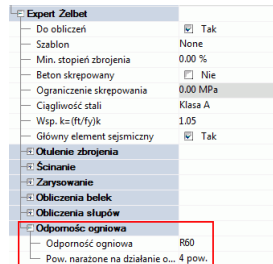 Expert Żelbet
Do obliczeń Tak
Szablon None
Min. stopień zbrojenia 0.00 %
Beton skrępowany Nie
Ograniczenie skrępowania 0.00 MPa
Ciągliwość stali Klasa A
Wsp. k=(ft/fy)k 1.05
Główny element sejsmiczny Tak
Otulenie zbrojenia
Ścinanie
Zarysowanie
Obliczenia belek
Obliczenia słupów
Odpornośc ogniowa
Odporność ogniowa R60
Pow. narażone na działanie o... 4 pow.